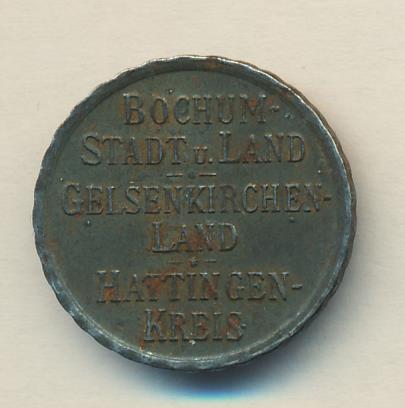 BOCHUM-
STADT U. LAND
GELSENKIRCHEN-
LAND
HATTINGEN-
KREIS